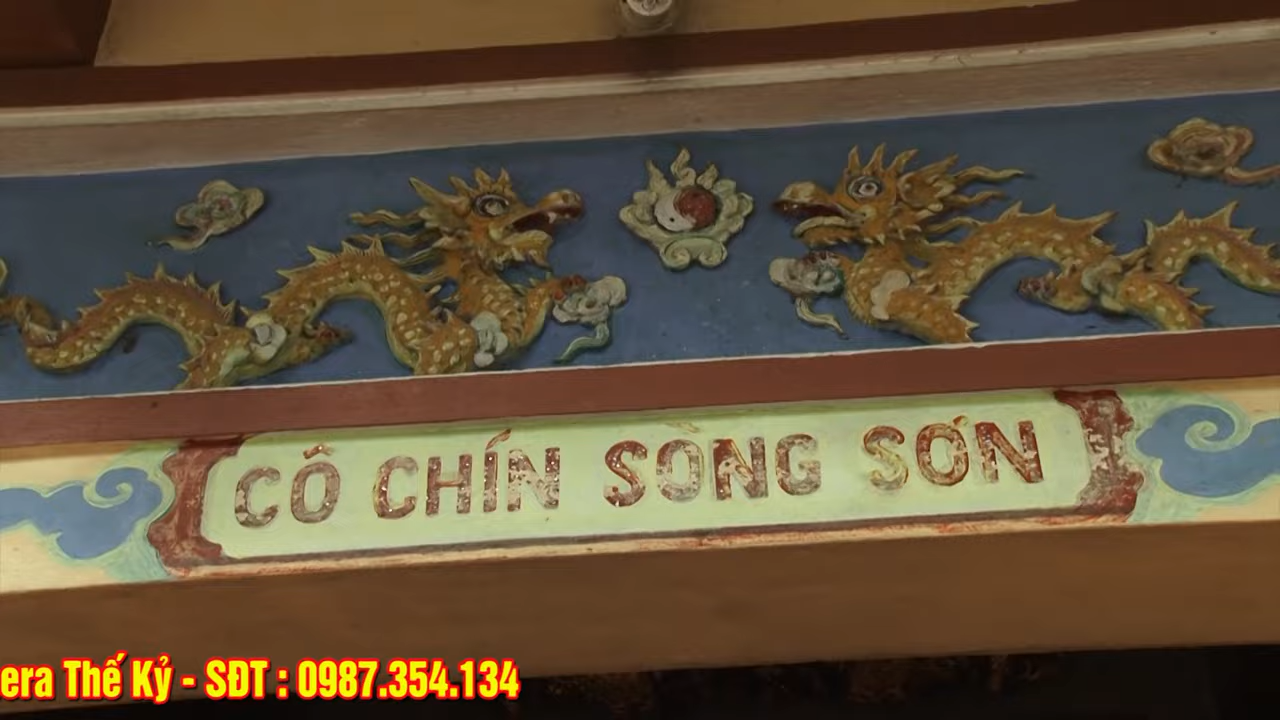 CÔ CHÍN SÒNG SƠN
era Thế Kỷ - SĐT : 0987.354.134